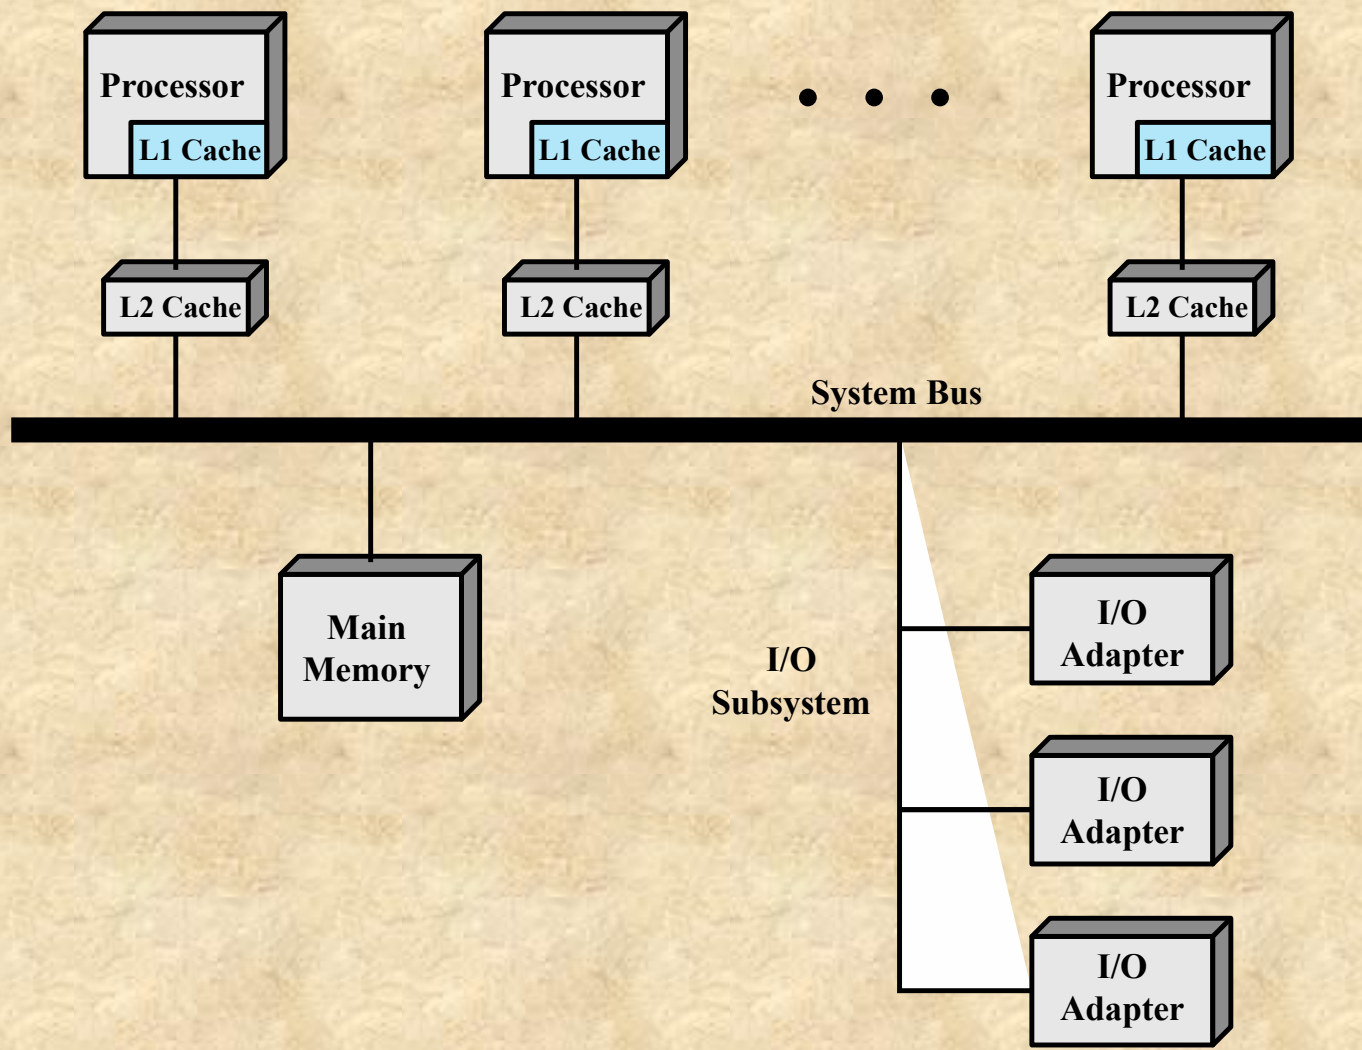 Processor
L1 Cache
Processor
L1 Cache
Processor
L1 Cache
L2 Cache
L2 Cache
L2 Cache
System Bus
Main
Memory
I/O
Subsystem
I/O
Adapter
I/O
Adapter
I/O
Adapter